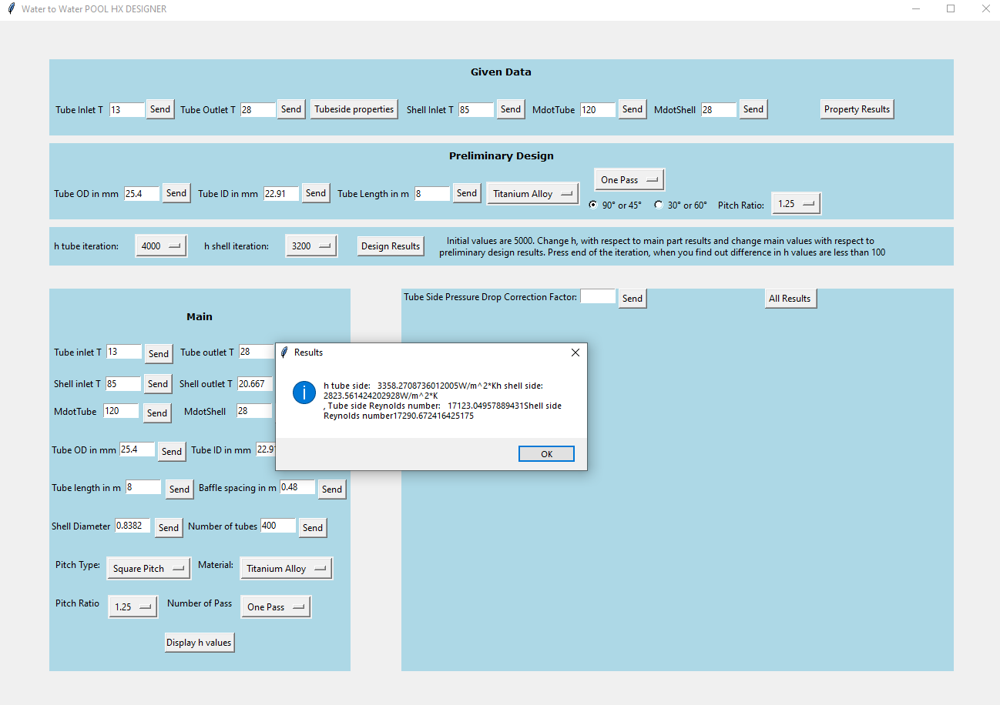 Water to Water POOL HX DESIGNER
Given Data
Tube Inlet T 13 Send Tube Outlet T 28 Send Tubeside properties Shell Inlet T 85 Send MdotTube 120 Send MdotShell 28 Send Property Results
Preliminary Design
One Pass
Tube OD in mm 25.4 Send Tube ID in mm 22.91 Send Tube Length in m 8 Send Titanium Alloy
90° or 45° 30° or 60° Pitch Ratio: 1.25
h tube iteration: 4000 h shell iteration: 3200 Design Results
Initial values are 5000. Change h, with respect to main part results and change main values with respect to
preliminary design results. Press end of the iteration, when you find out difference in h values are less than 100
Tube Side Pressure Drop Correction Factor: Send All Results
Main
Tube inlet T 13 Send Tube outlet T 28
Shell inlet T 85 Send Shell outlet T 20.667
MdotTube 120 Send MdotShell 28
Tube OD in mm 25.4 Send Tube ID in mm 22.9
Tube length in m 8 Send Baffle spacing in m 0.48 Send
Shell Diameter 0.8382 Send Number of tubes 400 Send
Pitch Type: Square Pitch Material: Titanium Alloy
Pitch Ratio 1.25 Number of Pass One Pass
Display h values
Results
h tube side: 3358.2708736012005W/m^2*Kh shell side:
2823.561424202928W/m^2*K
, Tube side Reynolds number: 17123.04957889431Shell side
Reynolds number17290.672416425175
OK